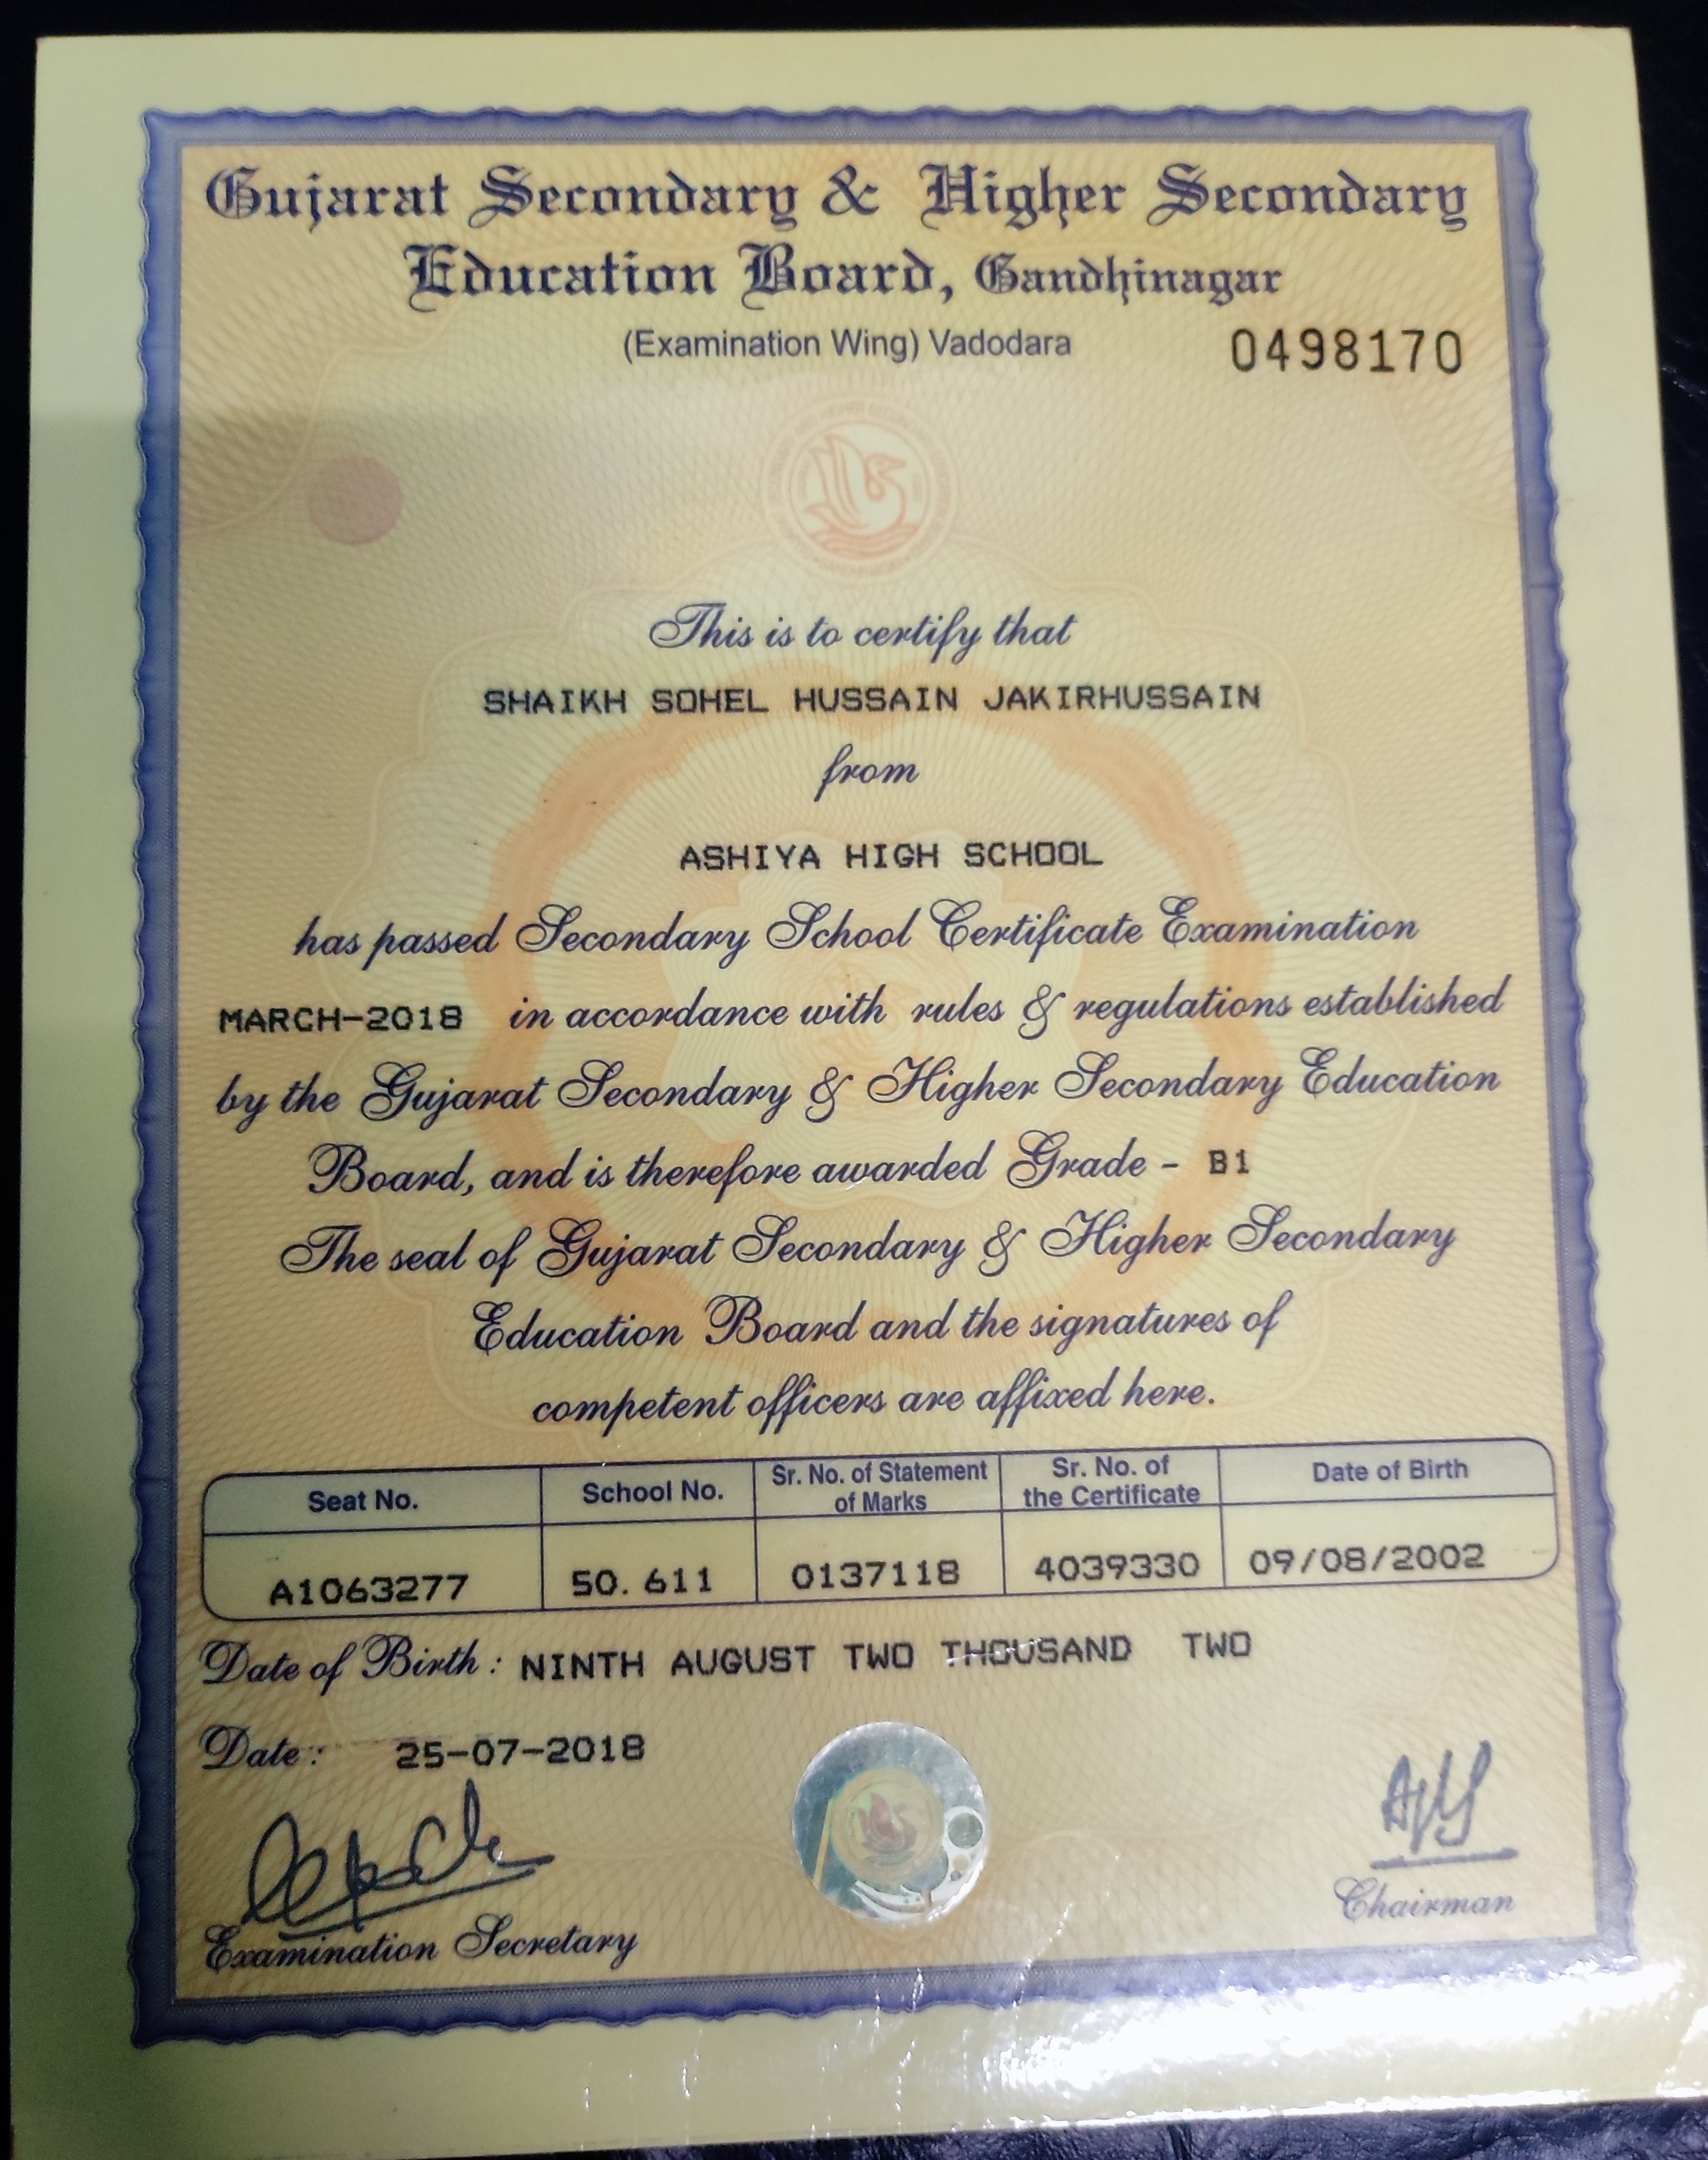 Gujarat Secondary & Higher Secondary
Education Board, Gandhinagar
(Examination Wing) Vadodara
0498170
This is to certify that
SHAIKH SOHEL HUSSAIN JAKIRHUSSAIN
from
ASHIYA HIGH SCHOOL
has passed Secondary School Certificate Examination
MARCH-2018 in accordance with rules & regulations established
by the Gujarat Secondary & Higher Secondary Education
Board, and is therefore awarded Grade - B1
The seal of Gujarat Secondary & Higher Secondary
Education Board and the signatures of
competent officers are affixed here.
Seat No. School No. Sr. No. of Statement of Marks Sr. No. of the Certificate Date of Birth
A1063277 50.611 0137118 4039330 09/08/2002
Date of Birth : NINTH AUGUST TWO THOUSAND TWO
Date : 25-07-2018
Examination Secretary
Chairman